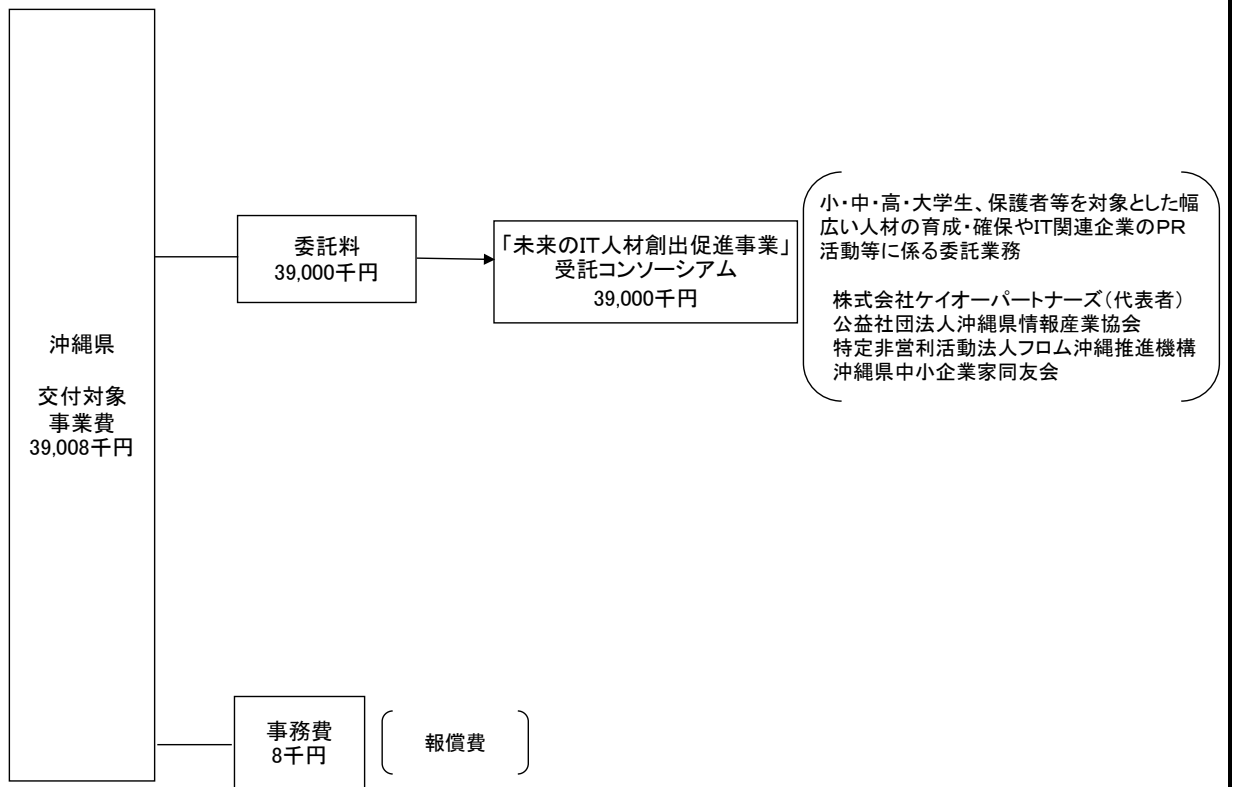 沖縄県
交付対象
事業費
39,008千円
委託料
39,000千円
「未来のIT人材創出促進事業」
受託コンソーシアム
39,000千円
小・中・高・大学生、保護者等を対象とした幅
広い人材の育成・確保やIT関連企業のPR
活動等に係る委託業務
株式会社ケイオーパートナーズ（代表者）
公益社団法人沖縄県情報産業協会
特定非営利活動法人フロム沖縄推進機構
沖縄県中小企業家同友会
事務費
8千円
報償費